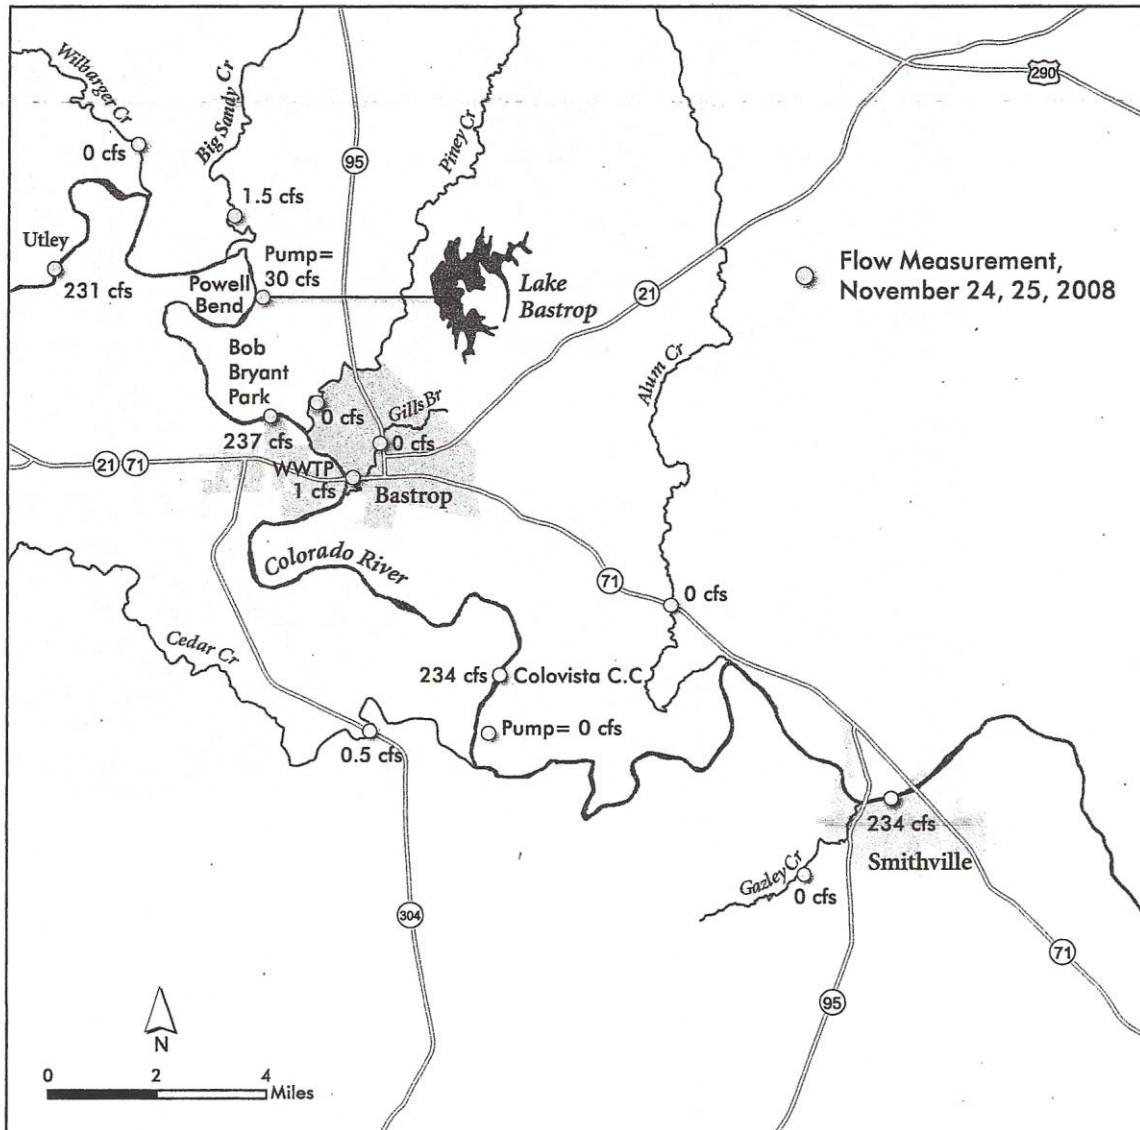 Wilbarger Cr
Big Sandy Cr
Piney Cr
290
0 cfs
95
1.5 cfs
Utley
231 cfs
Pump=
30 cfs
Powell
Bend
Lake
Bastrop
21
Flow Measurement,
November 24, 25, 2008
Bob
Bryant
Park
Alum Cr
0 cfs
Gills Br
0 cfs
237 cfs
21
71
WWTP
1 cfs
Bastrop
Colorado River
71
0 cfs
Cedar Cr
234 cfs
Colovista C.C.
Pump= 0 cfs
0.5 cfs
234 cfs
Smithville
Gazley Cr
0 cfs
304
71
95
N
0
2
4
Miles